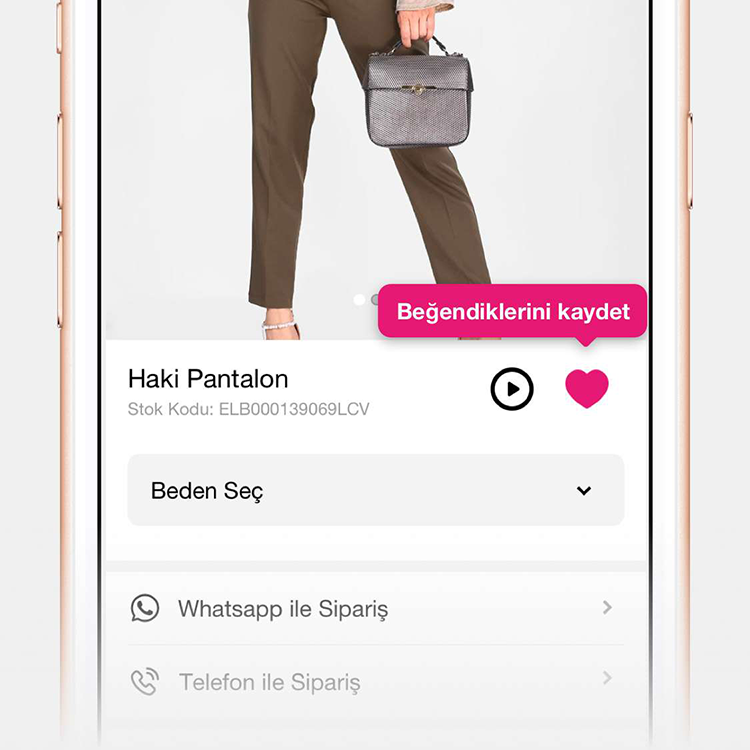 Beğendiklerini kaydet
Haki Pantalon
Stok Kodu: ELB000139069LCV
Beden Seç
Whatsapp ile Sipariş
Telefon ile Sipariş